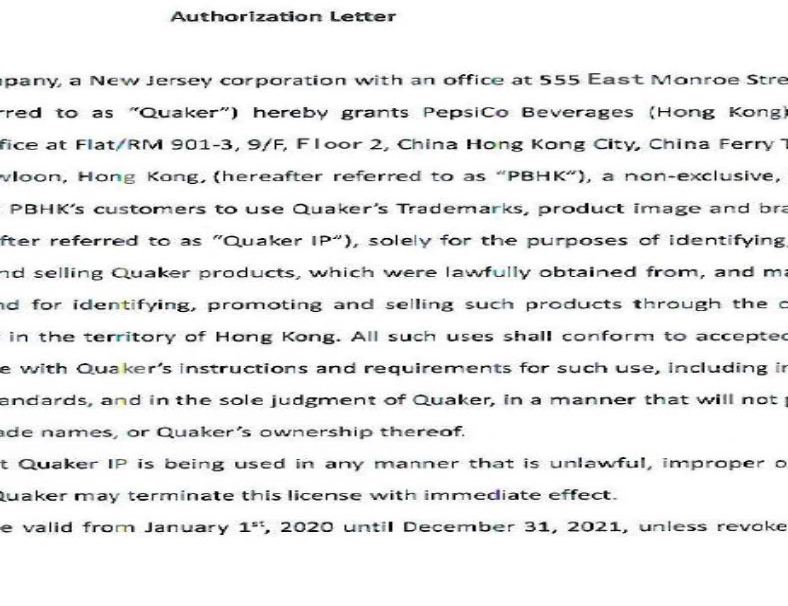 Authorization Letter
mpany, a New Jersey corporation with an office at 555 East Monroe Stre
rred to as “Quaker”) hereby grants PepsiCo Beverages (Hong Kong)
fice at Flat/RM 901-3, 9/F, Floor 2, China Hong Kong City, China Ferry T
wloon, Hong Kong, (hereafter referred to as “PBHK”), a non-exclusive,
PBHK’s customers to use Quaker’s Trademarks, product image and bra
fter referred to as “Quaker IP”), solely for the purposes of identifying,
nd selling Quaker products, which were lawfully obtained from, and ma
nd for identifying, promoting and selling such products through the c
in the territory of Hong Kong. All such uses shall conform to accepted
e with Quaker’s instructions and requirements for such use, including in
andards, and in the sole judgment of Quaker, in a manner that will not p
ade names, or Quaker’s ownership thereof.
t Quaker IP is being used in any manner that is unlawful, improper o
Quaker may terminate this license with immediate effect.
e valid from January 1st, 2020 until December 31, 2021, unless revoke